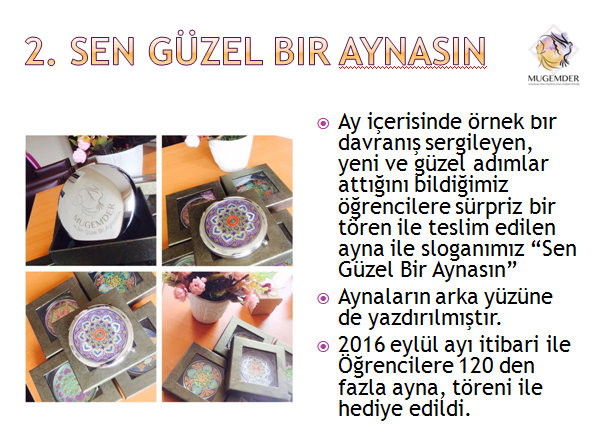 2. SEN GÜZEL BIR AYNASIN
MUGEMDER
MUGEMDER
Ay içerisinde örnek bır
davranış sergileyen,
yeni ve güzel adımlar
attığını bildiğimiz
öğrencilere sürpriz bir
tören ile teslim edilen
ayna ile sloganımız “Sen
Güzel Bir Aynasın”
Aynaların arka yüzüne
de yazdırılmıştır.
2016 eylül ayı itibari ile
Öğrencilere 120 den
fazla ayna, töreni ile
hediye edildi.